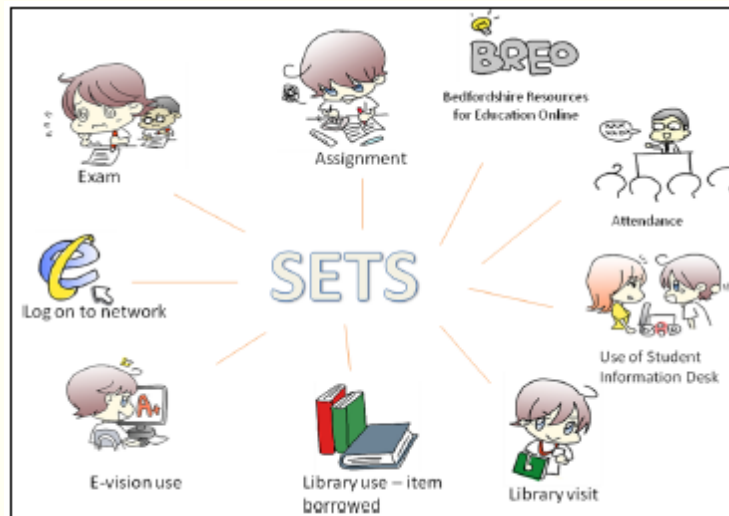 Exam
Assignment
BREO
Bedfordshire Resources
for Education Online
Attendance
Log on to network
SETS
Use of Student
Information Desk
A+
E-vision use
Library use – item
borrowed
Library visit